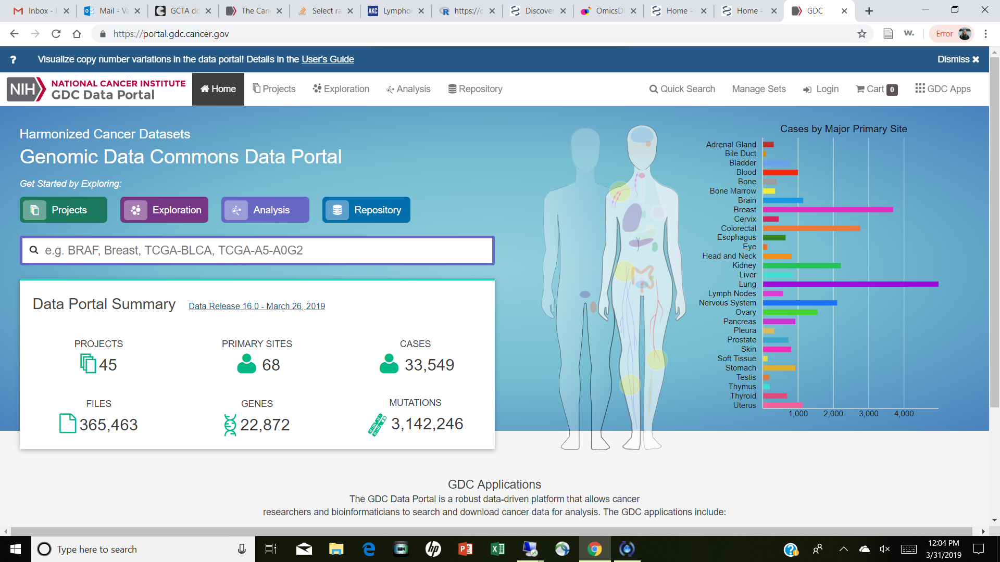 Inbox -
Mail - Va
GCTA do
The Can
Select ra
Lympho
https://c
Discover
OmicsDI
Home -
Home -
GDC
https://portal.gdc.cancer.gov
w.
Error
? Visualize copy number variations in the data portal! Details in the User's Guide
Dismiss ✖
NIH NATIONAL CANCER INSTITUTE
GDC Data Portal
Home
Projects
Exploration
Analysis
Repository
Quick Search
Manage Sets
Login
Cart 0
GDC Apps
Harmonized Cancer Datasets
Genomic Data Commons Data Portal
Get Started by Exploring:
Projects
Exploration
Analysis
Repository
e.g. BRAF, Breast, TCGA-BLCA, TCGA-A5-A0G2
Data Portal Summary
Data Release 16.0 - March 26, 2019
PROJECTS
45
PRIMARY SITES
68
CASES
33,549
FILES
365,463
GENES
22,872
MUTATIONS
3,142,246
Cases by Major Primary Site
Adrenal Gland
Bile Duct
Bladder
Blood
Bone
Bone Marrow
Brain
Breast
Cervix
Colorectal
Esophagus
Eye
Head and Neck
Kidney
Liver
Lung
Lymph Nodes
Nervous System
Ovary
Pancreas
Pleura
Prostate
Skin
Soft Tissue
Stomach
Testis
Thymus
Thyroid
Uterus
1,000 2,000 3,000 4,000
GDC Applications
The GDC Data Portal is a robust data-driven platform that allows cancer
researchers and bioinformaticians to search and download cancer data for analysis. The GDC applications include:
Type here to search
12:04 PM
3/31/2019